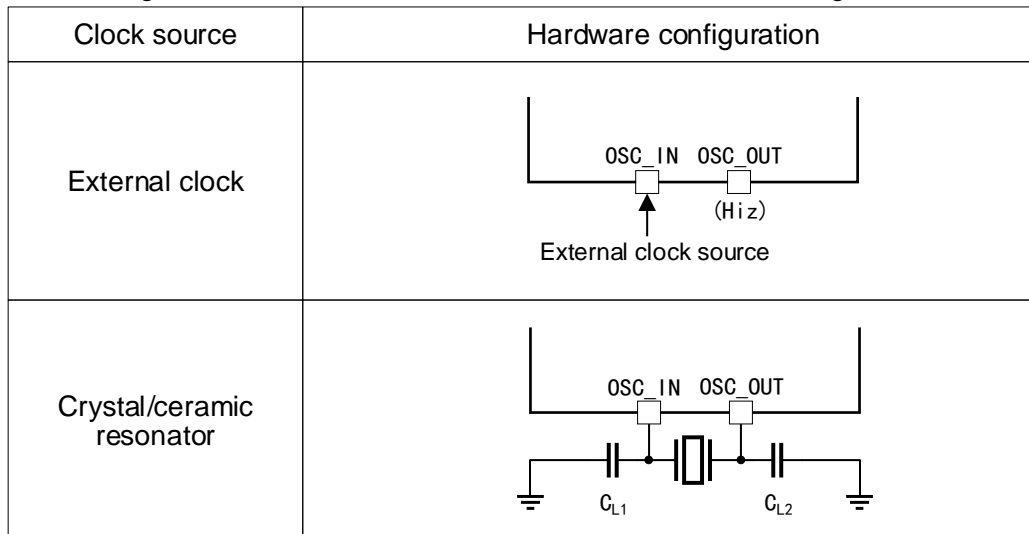 Clock source
Hardware configuration
External clock
OSC_IN OSC_OUT
(Hiz)
External clock source
Crystal/ceramic
resonator
OSC_IN OSC_OUT
CL1
CL2